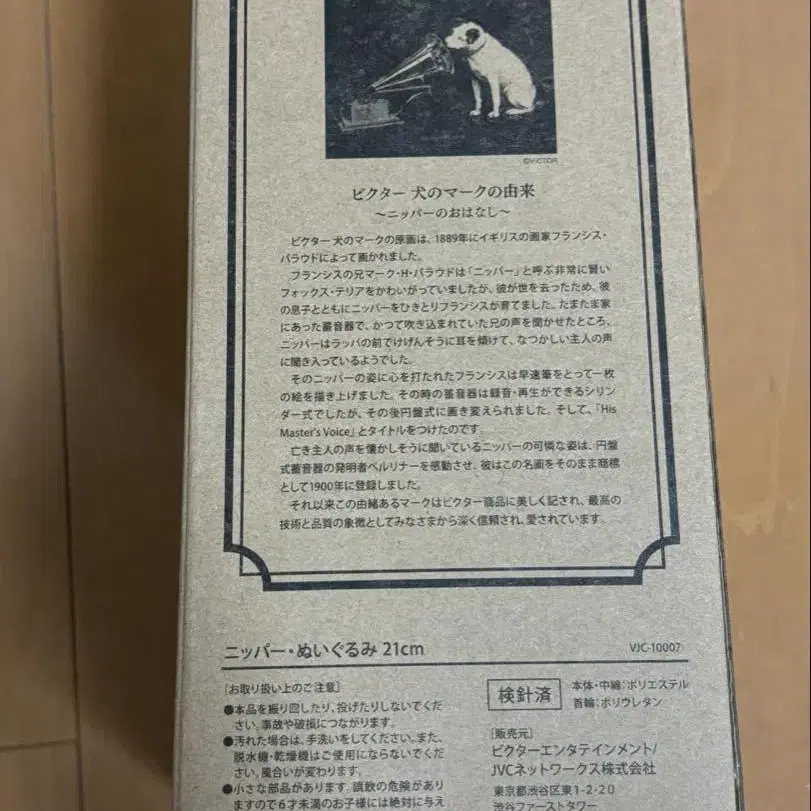 ©VICTOR
ビクター 犬のマークの由来
～ニッパーのおはなし～
ビクター 犬のマークの原画は、1889年にイギリスの画家フランシス・
バラウドによって画かれました。
フランシスの兄マーク・H・バラウドは「ニッパー」と呼ぶ非常に賢い
フォックス・テリアをかわいがっていましたが、彼が世を去ったため、彼
の息子とともにニッパーをひきとりフランシスが育てました。たまたま家
にあった蓄音器で、かつて吹き込まれていた兄の声を聞かせたところ、
ニッパーはラッパの前でけげんそうに耳を傾けて、なつかしい主人の声
に聞き入っているようでした。
そのニッパーの姿に心を打たれたフランシスは早速筆をとって一枚
の絵を描き上げました。その時の蓄音器は録音・再生ができるシリン
ダー式でしたが、その後円盤式に画き変えられました。そして、「His
Master's Voice」とタイトルをつけたのです。
亡き主人の声を懐かしそうに聞いているニッパーの可憐な姿は、円盤
式蓄音器の発明者ベルリナーを感動させ、彼はこの名画をそのまま商標
として1900年に登録しました。
それ以来この由緒あるマークはビクター商品に美しく記され、最高の
技術と品質の象徴としてみなさまから深く信頼され、愛されています。
ニッパー・ぬいぐるみ 21cm
VJC-10007
[お取り扱い上のご注意]
●本品を振り回したり、投げたりしないでくだ
さい。事故や破損につながります。
●汚れた場合は、手洗いをしてください。また、
脱水機・乾燥機はご使用にならないでくだ
さい。風合いが変わります。
●小さな部品があります。誤飲の危険があり
ますので6才未満のお子様には絶対に与え
検針済
本体・中綿:ポリエステル
首輪:ポリウレタン
[販売元]
ビクターエンタテインメント/
JVCネットワークス株式会社
東京都渋谷区東1-2-20
渋谷ファーストタワー